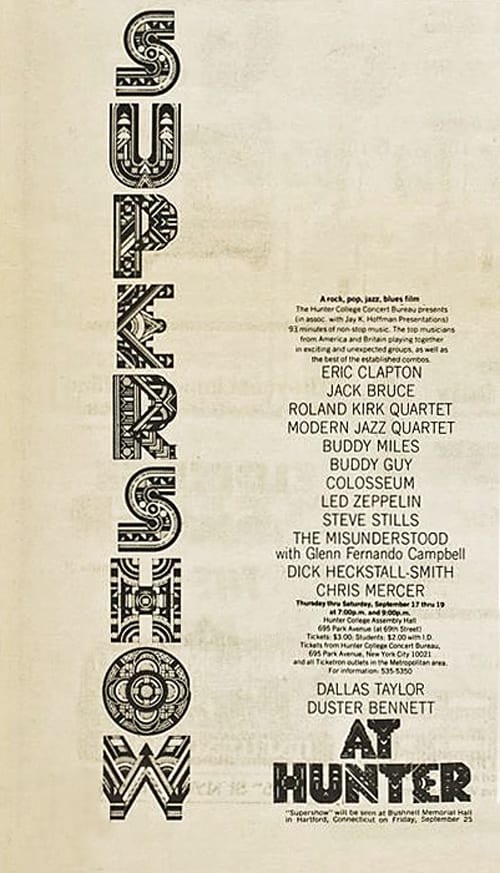 SUPERSHOW
A rock, pop, jazz, blues film
The Hunter College Concert Bureau presents
(in assoc. with Jay K. Hoffman Presentations)
93 minutes of non-stop music. The top musicians
from America and Britain playing together
in exciting and unexpected groups, as well as
the best of the established combos.
ERIC CLAPTON
JACK BRUCE
ROLAND KIRK QUARTET
MODERN JAZZ QUARTET
BUDDY MILES
BUDDY GUY
COLOSSEUM
LED ZEPPELIN
STEVE STILLS
THE MISUNDERSTOOD
with Glenn Fernando Campbell
DICK HECKSTALL-SMITH
CHRIS MERCER
Thursday thru Saturday, September 17 thru 19
at 7:00p.m. and 9:00p.m.
Hunter College Assembly Hall
695 Park Avenue (at 69th Street)
Tickets: $3.00; Students: $2.00 with I.D.
Tickets from Hunter College Concert Bureau,
695 Park Avenue, New York City 10021
and all Ticketron outlets in the Metropolitan area.
For information: 535-5350
DALLAS TAYLOR
DUSTER BENNETT
AT
HUNTER
"Supershow" will be seen at Bushnell Memorial Hall
in Hartford, Connecticut on Friday, September 25